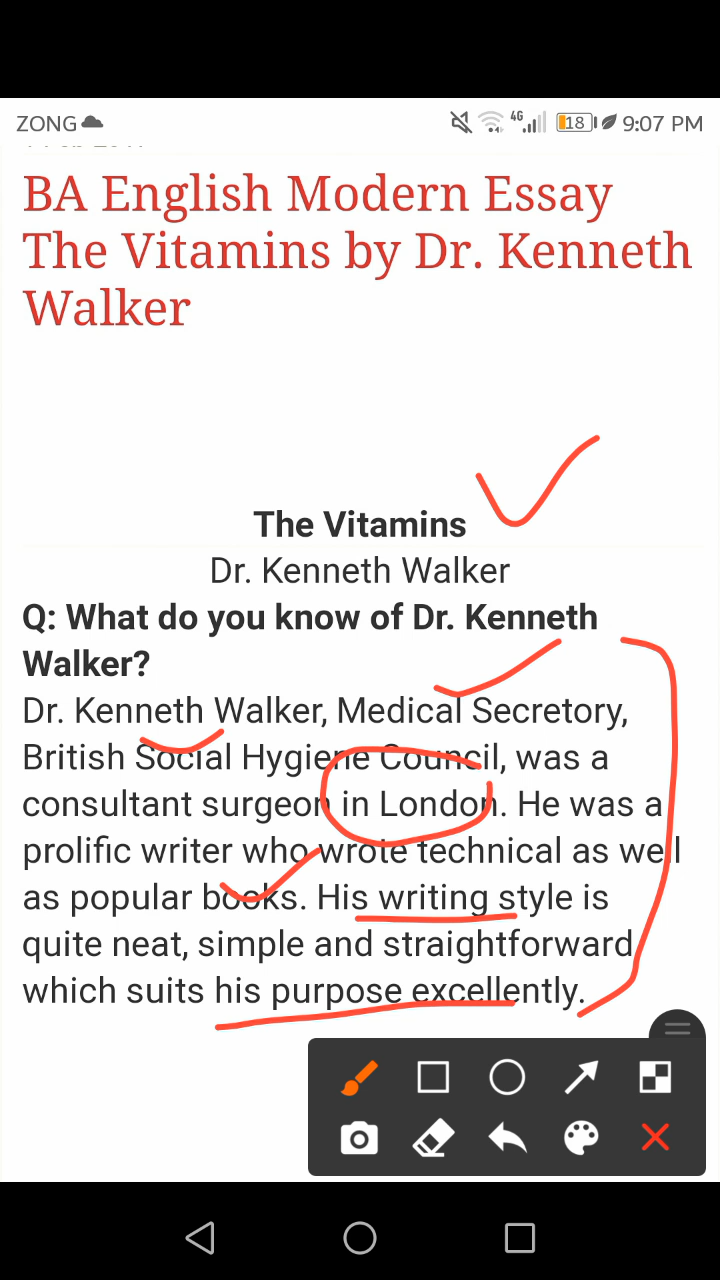 ZONG 4G 18 9:07 PM
BA English Modern Essay
The Vitamins by Dr. Kenneth
Walker
The Vitamins
Dr. Kenneth Walker
Q: What do you know of Dr. Kenneth
Walker?
Dr. Kenneth Walker, Medical Secretory,
British Social Hygiene Council, was a
consultant surgeon in London. He was a
prolific writer who wrote technical as well
as popular books. His writing style is
quite neat, simple and straightforward
which suits his purpose excellently.